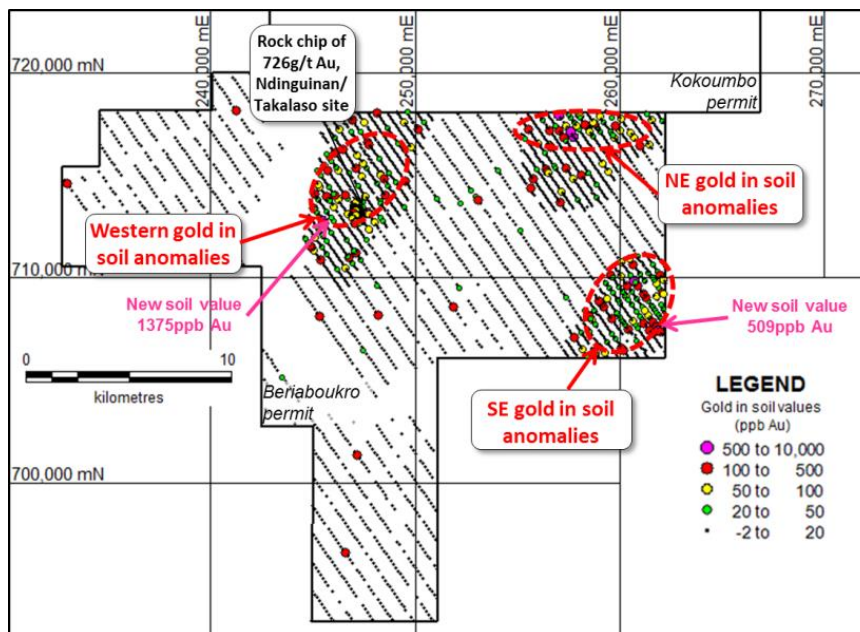 240,000 mE
250,000 mE
260,000 mE
270,000 mE
720,000 mN
710,000 mN
700,000 mN
Rock chip of
726g/t Au,
Ndinguinan/
Takalaso site
Kokoumbo
permit
NE gold in soil
anomalies
Western gold in
soil anomalies
New soil value
1375ppb Au
New soil value
509ppb Au
SE gold in soil
anomalies
0 10
kilometres
Beriaboukro
permit
LEGEND
Gold in soil values
(ppb Au)
500 to 10,000
100 to 500
50 to 100
20 to 50
-2 to 20